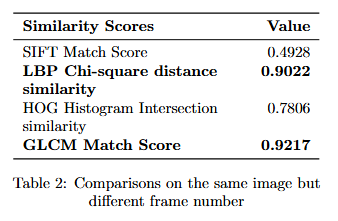 Similarity Scores Value
SIFT Match Score 0.4928
LBP Chi-square distance 0.9022
similarity
HOG Histogram Intersection 0.7806
similarity
GLCM Match Score 0.9217
Table 2: Comparisons on the same image but
different frame number